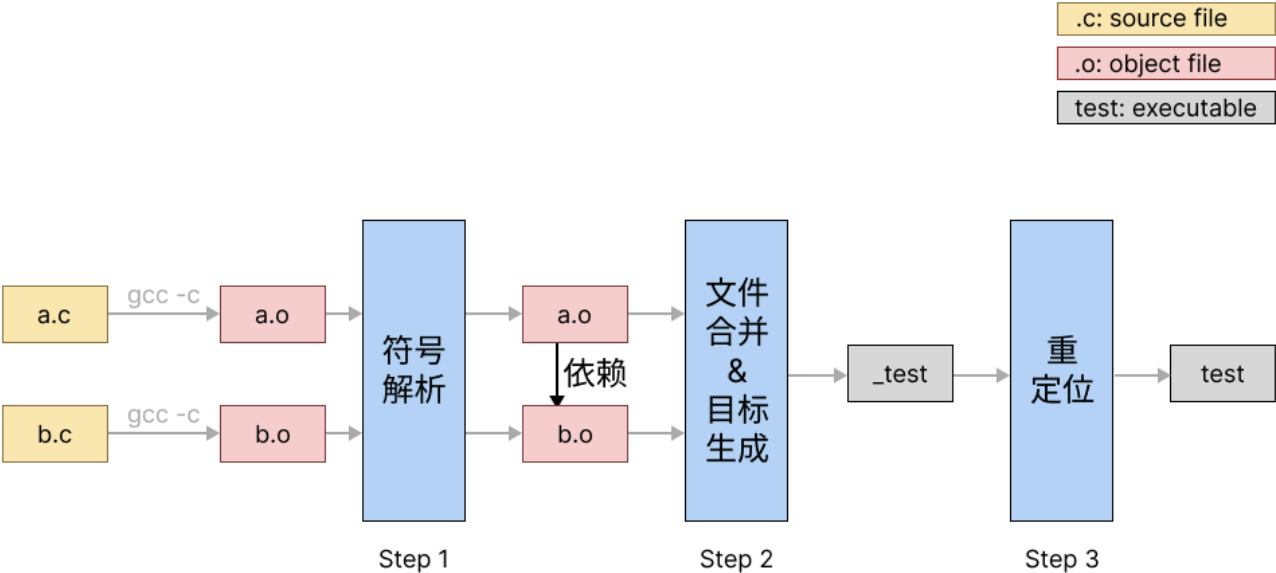 .c: source file
.o: object file
test: executable
a.c
gcc -c
a.o
b.c
gcc -c
b.o
符号
解析
a.o
依赖
b.o
文件
合并
&
目标
生成
_test
重
定位
test
Step 1
Step 2
Step 3